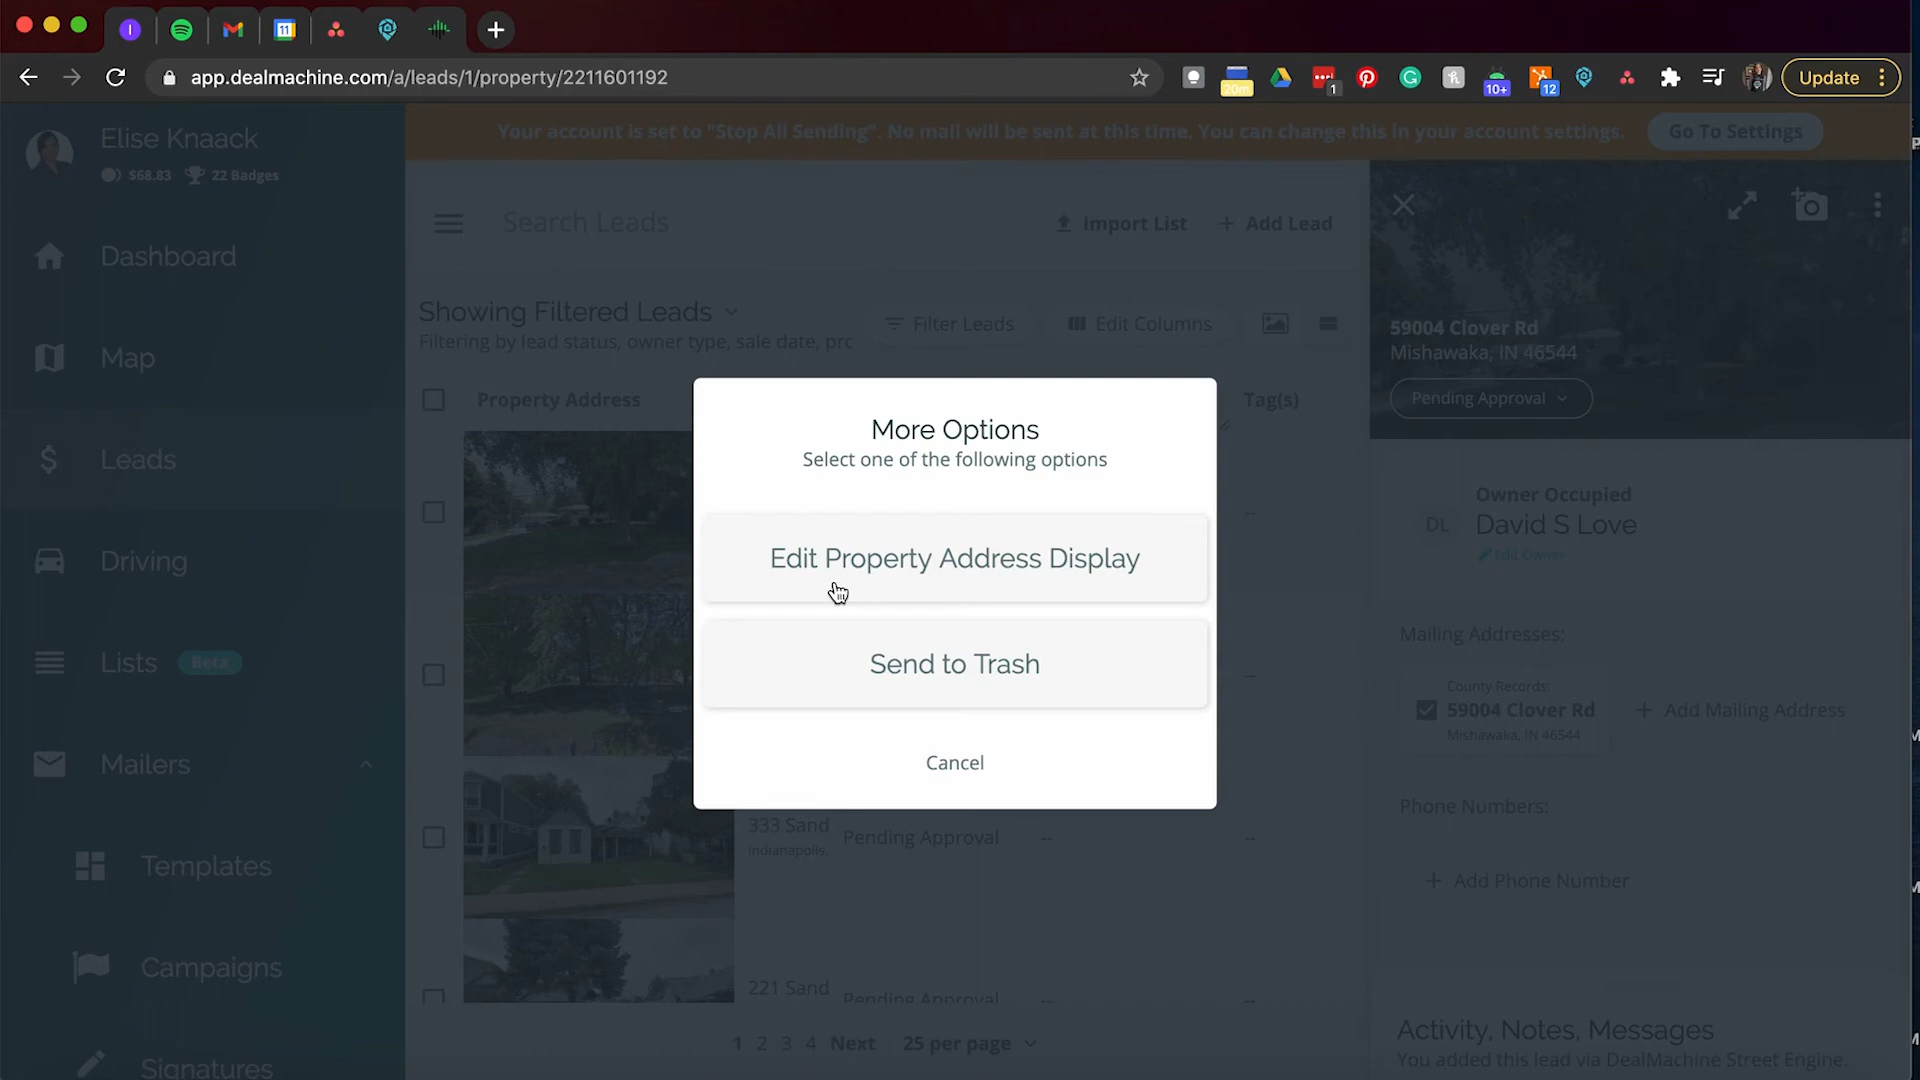 app.dealmachine.com/a/leads/1/property/2211601192
20m
1
10+
12
Update
Elise Knaack
$68.83
22 Badges
Your account is set to "Stop All Sending". No mail will be sent at this time. You can change this in your account settings.
Go To Settings
Dashboard
Map
Leads
Driving
Lists
Beta
Mailers
Templates
Campaigns
Signatures
Search Leads
Import List
+ Add Lead
Showing Filtered Leads
Filtering by lead status, owner type, sale date, prc
Filter Leads
Edit Columns
Property Address
Tag(s)
--
--
333 Sand
Indianapolis,
Pending Approval
--
--
221 Sand
Pending Approval
--
--
1 2 3 4 Next
25 per page
More Options
Select one of the following options
Edit Property Address Display
Send to Trash
Cancel
59004 Clover Rd
Mishawaka, IN 46544
Pending Approval
DL
Owner Occupied
David S Love
Edit Owner
Mailing Addresses:
County Records:
59004 Clover Rd
Mishawaka, IN 46544
+ Add Mailing Address
Phone Numbers:
+ Add Phone Number
Activity, Notes, Messages
You added this lead via DealMachine Street Engine.